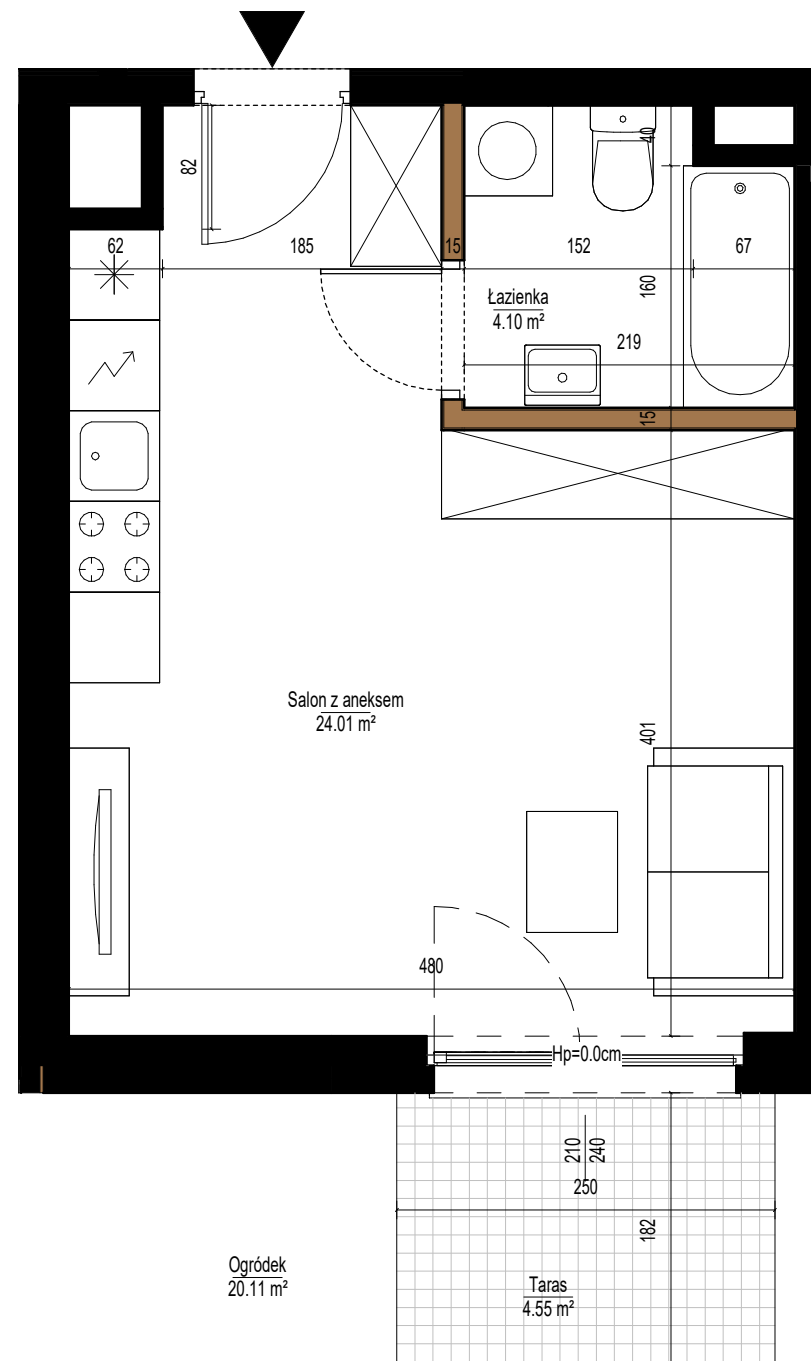 40
82
62
185
15
152
67
160
Łazienka
4.10 m²
219
15
Salon z aneksem
24.01 m²
401
480
Hp=0.0cm
210
240
250
182
Ogródek
20.11 m²
Taras
4.55 m²